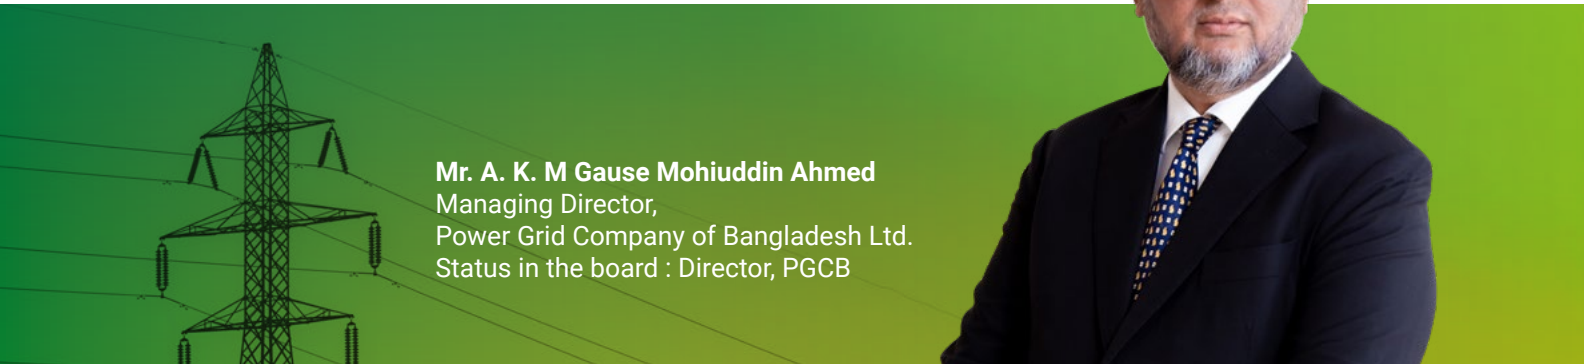 Mr. A. K. M Gause Mohiuddin Ahmed
Managing Director,
Power Grid Company of Bangladesh Ltd.
Status in the board : Director, PGCB